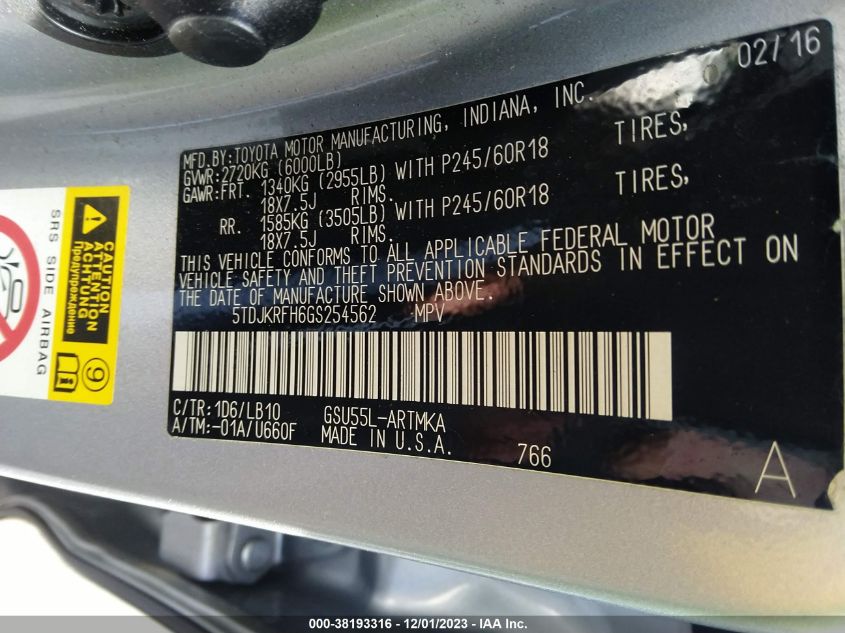 02/16
MFD.BY:TOYOTA MOTOR MANUFACTURING, INDIANA, INC.
GVWR:2720KG (6000LB)
GAWR:FRT. 1340KG (2955LB) WITH P245/60R18 TIRES,
18X7.5J RIMS.
RR. 1585KG (3505LB) WITH P245/60R18 TIRES,
18X7.5J RIMS.
THIS VEHICLE CONFORMS TO ALL APPLICABLE FEDERAL MOTOR
VEHICLE SAFETY AND THEFT PREVENTION STANDARDS IN EFFECT ON
THE DATE OF MANUFACTURE SHOWN ABOVE.
5TDJKRFH6GS254562 MPV
C/TR:1D6/LB10 GSU55L-ARTMKA
A/TM:-01A/U660F MADE IN U.S.A. 766
A
SRS SIDE AIRBAG
CAUTION
ATTENTION
ACHTUNG
Предупреждение
9
000-38193316 - 12/01/2023 - IAA Inc.